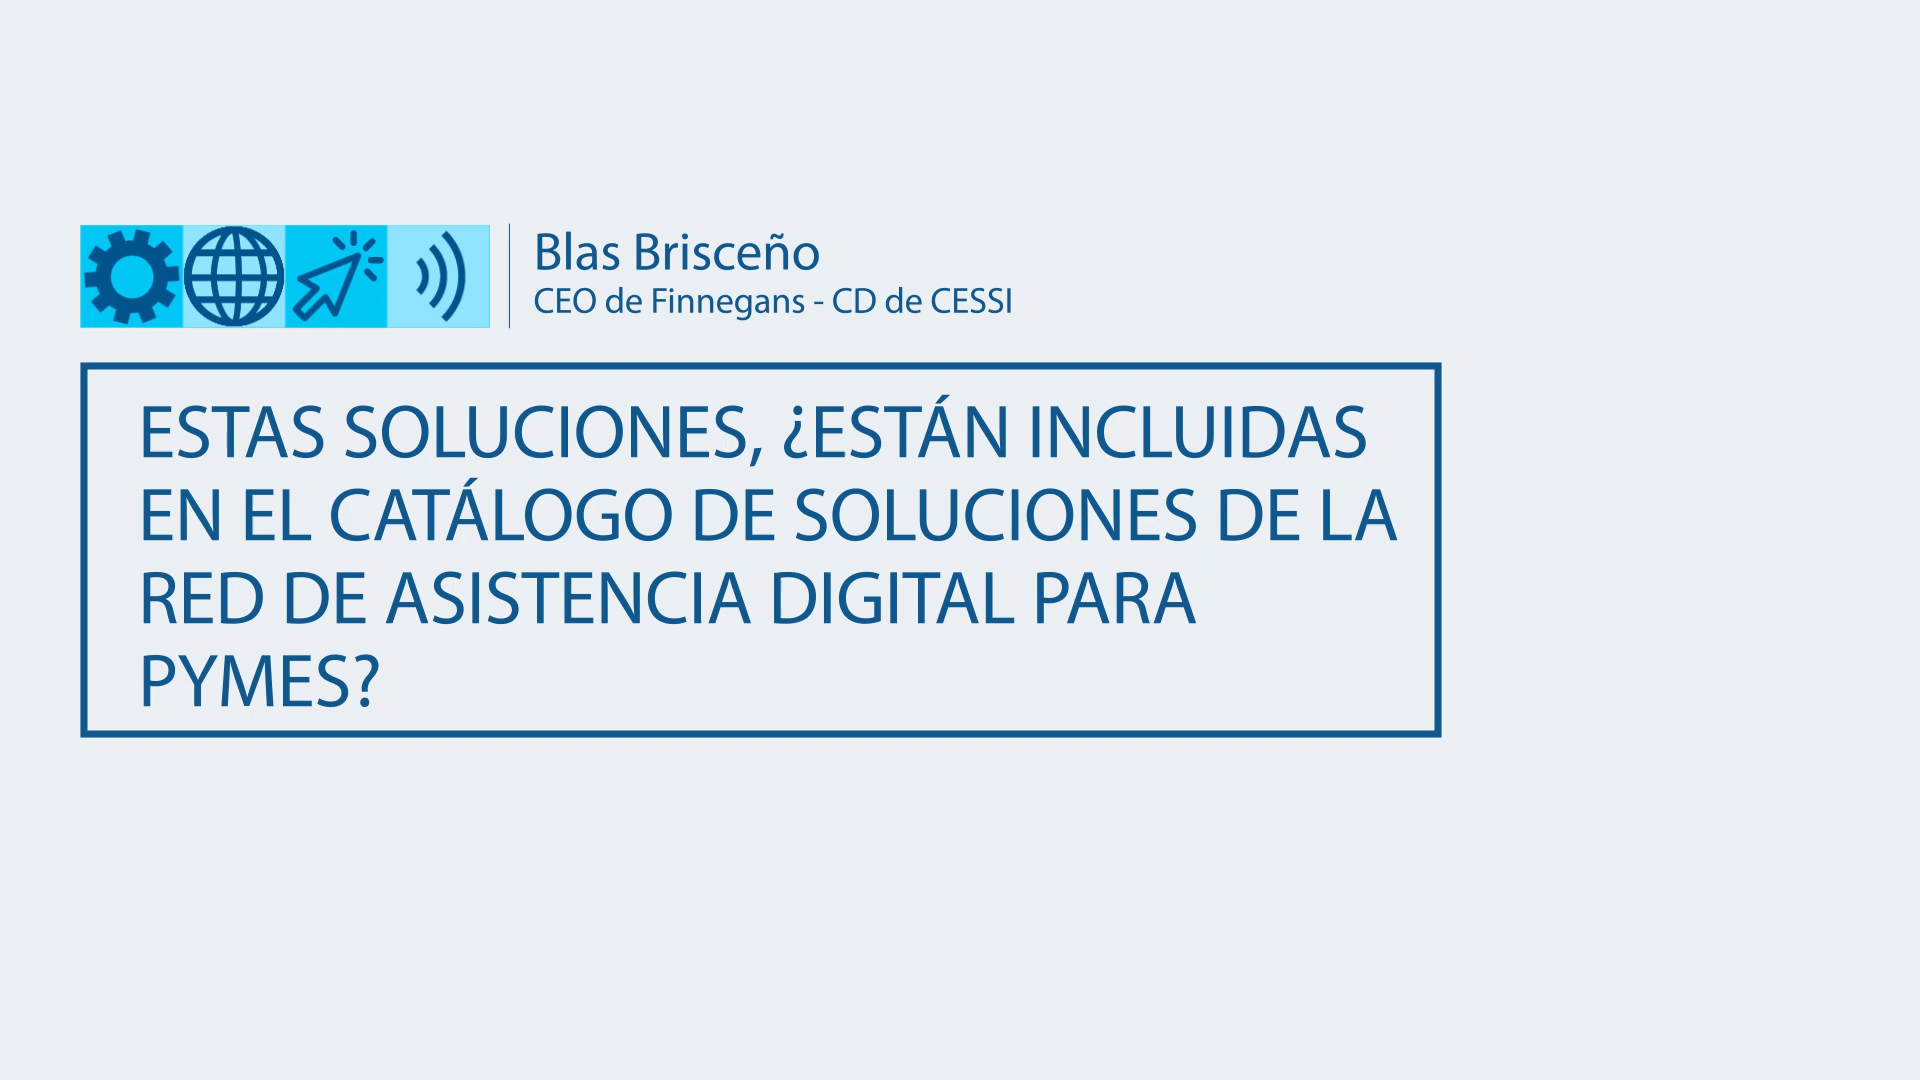 Blas Brisceño
CEO de Finnegans - CD de CESSI
ESTAS SOLUCIONES, ¿ESTÁN INCLUIDAS
EN EL CATÁLOGO DE SOLUCIONES DE LA
RED DE ASISTENCIA DIGITAL PARA
PYMES?